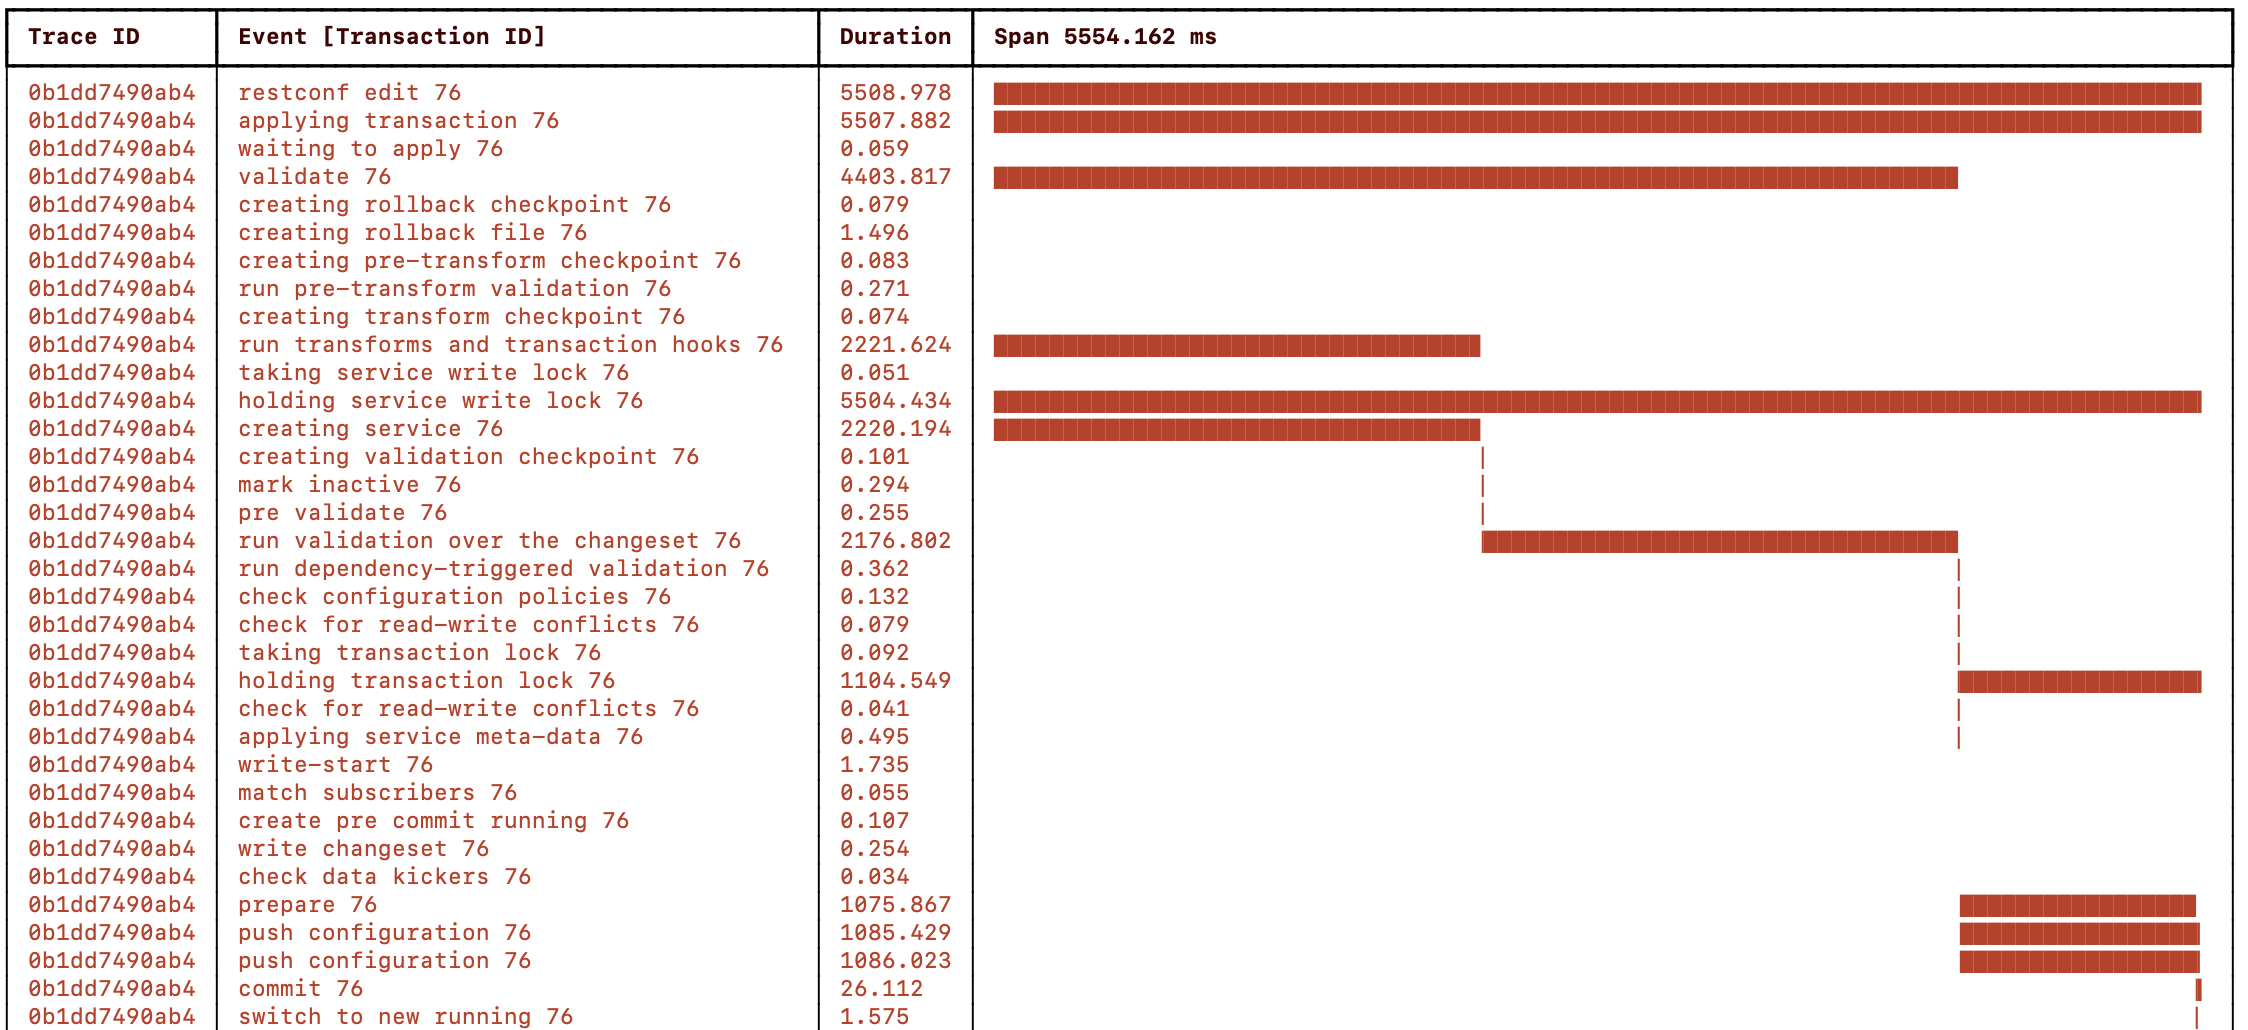 Trace ID Event [Transaction ID] Duration Span 5554.162 ms
0b1dd7490ab4 restconf edit 76 5508.978
0b1dd7490ab4 applying transaction 76 5507.882
0b1dd7490ab4 waiting to apply 76 0.059
0b1dd7490ab4 validate 76 4403.817
0b1dd7490ab4 creating rollback checkpoint 76 0.079
0b1dd7490ab4 creating rollback file 76 1.496
0b1dd7490ab4 creating pre-transform checkpoint 76 0.083
0b1dd7490ab4 run pre-transform validation 76 0.271
0b1dd7490ab4 creating transform checkpoint 76 0.074
0b1dd7490ab4 run transforms and transaction hooks 76 2221.624
0b1dd7490ab4 taking service write lock 76 0.051
0b1dd7490ab4 holding service write lock 76 5504.434
0b1dd7490ab4 creating service 76 2220.194
0b1dd7490ab4 creating validation checkpoint 76 0.101
0b1dd7490ab4 mark inactive 76 0.294
0b1dd7490ab4 pre validate 76 0.255
0b1dd7490ab4 run validation over the changeset 76 2176.802
0b1dd7490ab4 run dependency-triggered validation 76 0.362
0b1dd7490ab4 check configuration policies 76 0.132
0b1dd7490ab4 check for read-write conflicts 76 0.079
0b1dd7490ab4 taking transaction lock 76 0.092
0b1dd7490ab4 holding transaction lock 76 1104.549
0b1dd7490ab4 check for read-write conflicts 76 0.041
0b1dd7490ab4 applying service meta-data 76 0.495
0b1dd7490ab4 write-start 76 1.735
0b1dd7490ab4 match subscribers 76 0.055
0b1dd7490ab4 create pre commit running 76 0.107
0b1dd7490ab4 write changeset 76 0.254
0b1dd7490ab4 check data kickers 76 0.034
0b1dd7490ab4 prepare 76 1075.867
0b1dd7490ab4 push configuration 76 1085.429
0b1dd7490ab4 push configuration 76 1086.023
0b1dd7490ab4 commit 76 26.112
0b1dd7490ab4 switch to new running 76 1.575